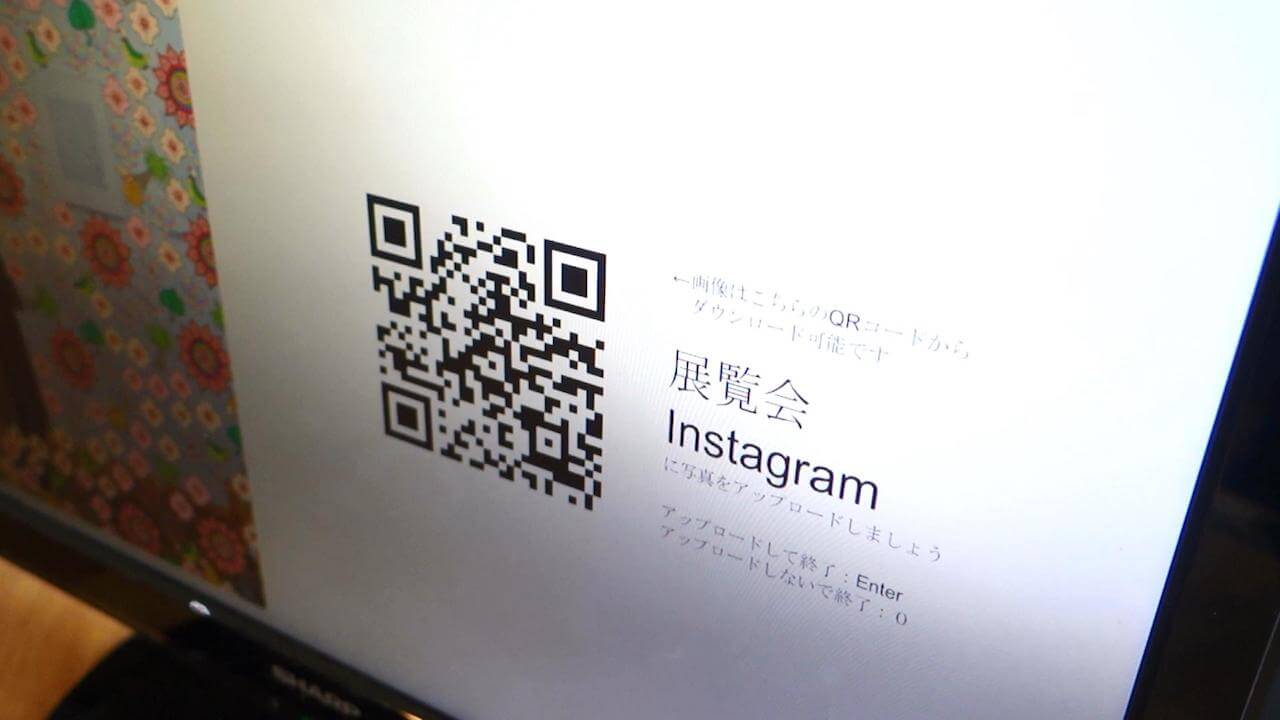 ←画像はこちらのQRコードから
ダウンロード可能です
展覧会
Instagram
に写真をアップロードしましょう
アップロードして終了：Enter
アップロードしないで終了：0
SHARP